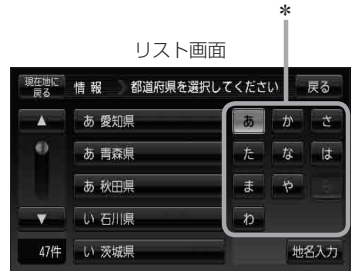 *
リスト画面
現在地に戻る 情報 都道府県を選択してください 戻る
▲ あ 愛知県 あ か さ
あ 青森県 た な は
あ 秋田県 ま や
▼ い 石川県 わ
47件 い 茨城県 地名入力